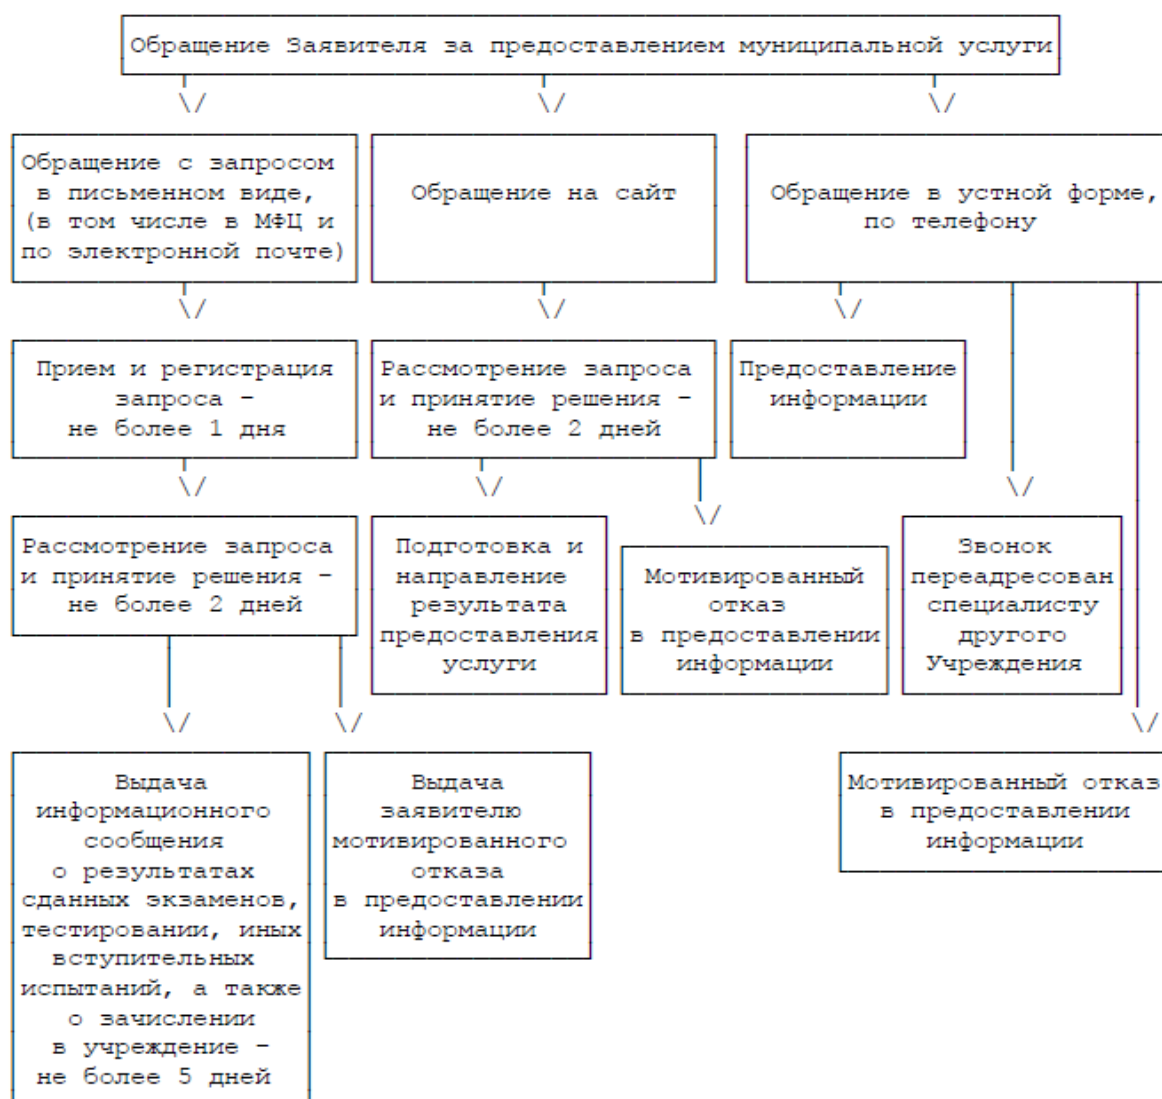 Обращение Заявителя за предоставлением муниципальной услуги
Обращение с запросом
в письменном виде,
(в том числе в МФЦ и
по электронной почте)
Обращение на сайт
Обращение в устной форме,
по телефону
Прием и регистрация
запроса -
не более 1 дня
Рассмотрение запроса
и принятие решения -
не более 2 дней
Предоставление
информации
Рассмотрение запроса
и принятие решения -
не более 2 дней
Подготовка и
направление
результата
предоставления
услуги
Мотивированный
отказ
в предоставлении
информации
Звонок
переадресован
специалисту
другого
Учреждения
Выдача
информационного
сообщения
о результатах
сданных экзаменов,
тестировании, иных
вступительных
испытаний, а также
о зачислении
в учреждение -
не более 5 дней
Выдача
заявителю
мотивированного
отказа
в предоставлении
информации
Мотивированный отказ
в предоставлении
информации